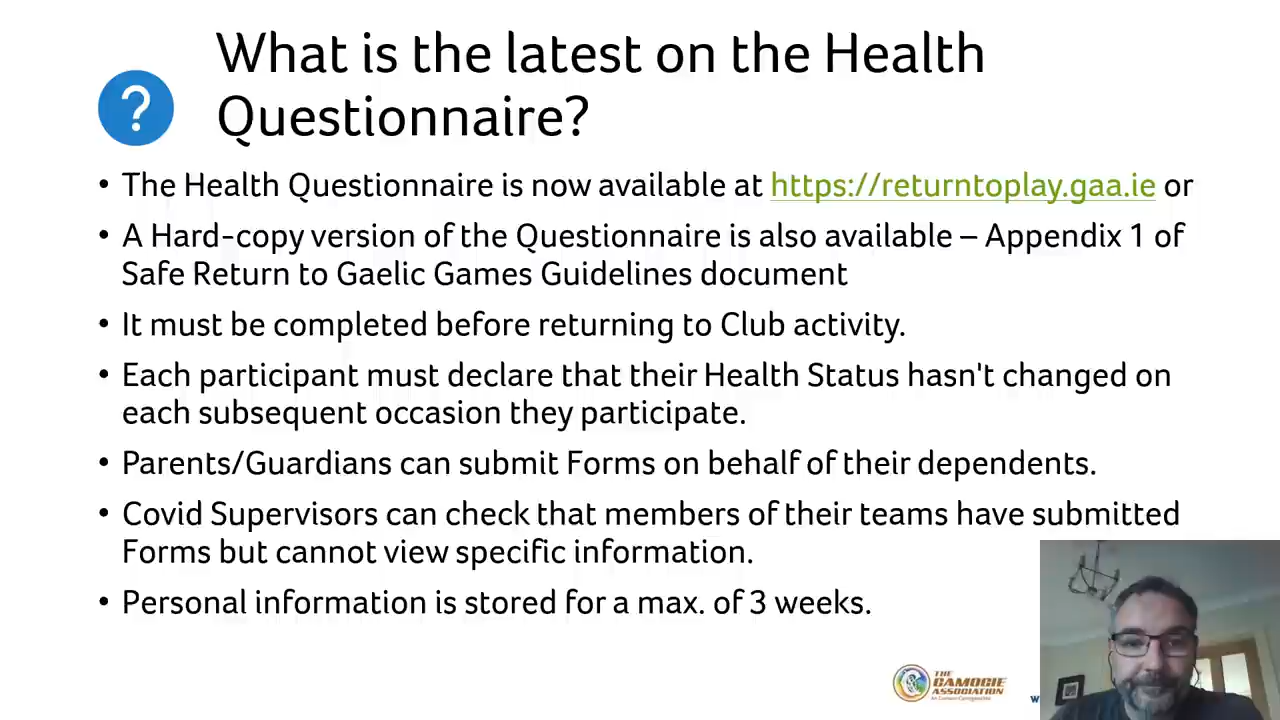 What is the latest on the Health
Questionnaire?
?
• The Health Questionnaire is now available at https://returntoplay.gaa.ie or
• A Hard-copy version of the Questionnaire is also available – Appendix 1 of
Safe Return to Gaelic Games Guidelines document
• It must be completed before returning to Club activity.
• Each participant must declare that their Health Status hasn't changed on
each subsequent occasion they participate.
• Parents/Guardians can submit Forms on behalf of their dependents.
• Covid Supervisors can check that members of their teams have submitted
Forms but cannot view specific information.
• Personal information is stored for a max. of 3 weeks.
THE
CAMOGIE
ASSOCIATION